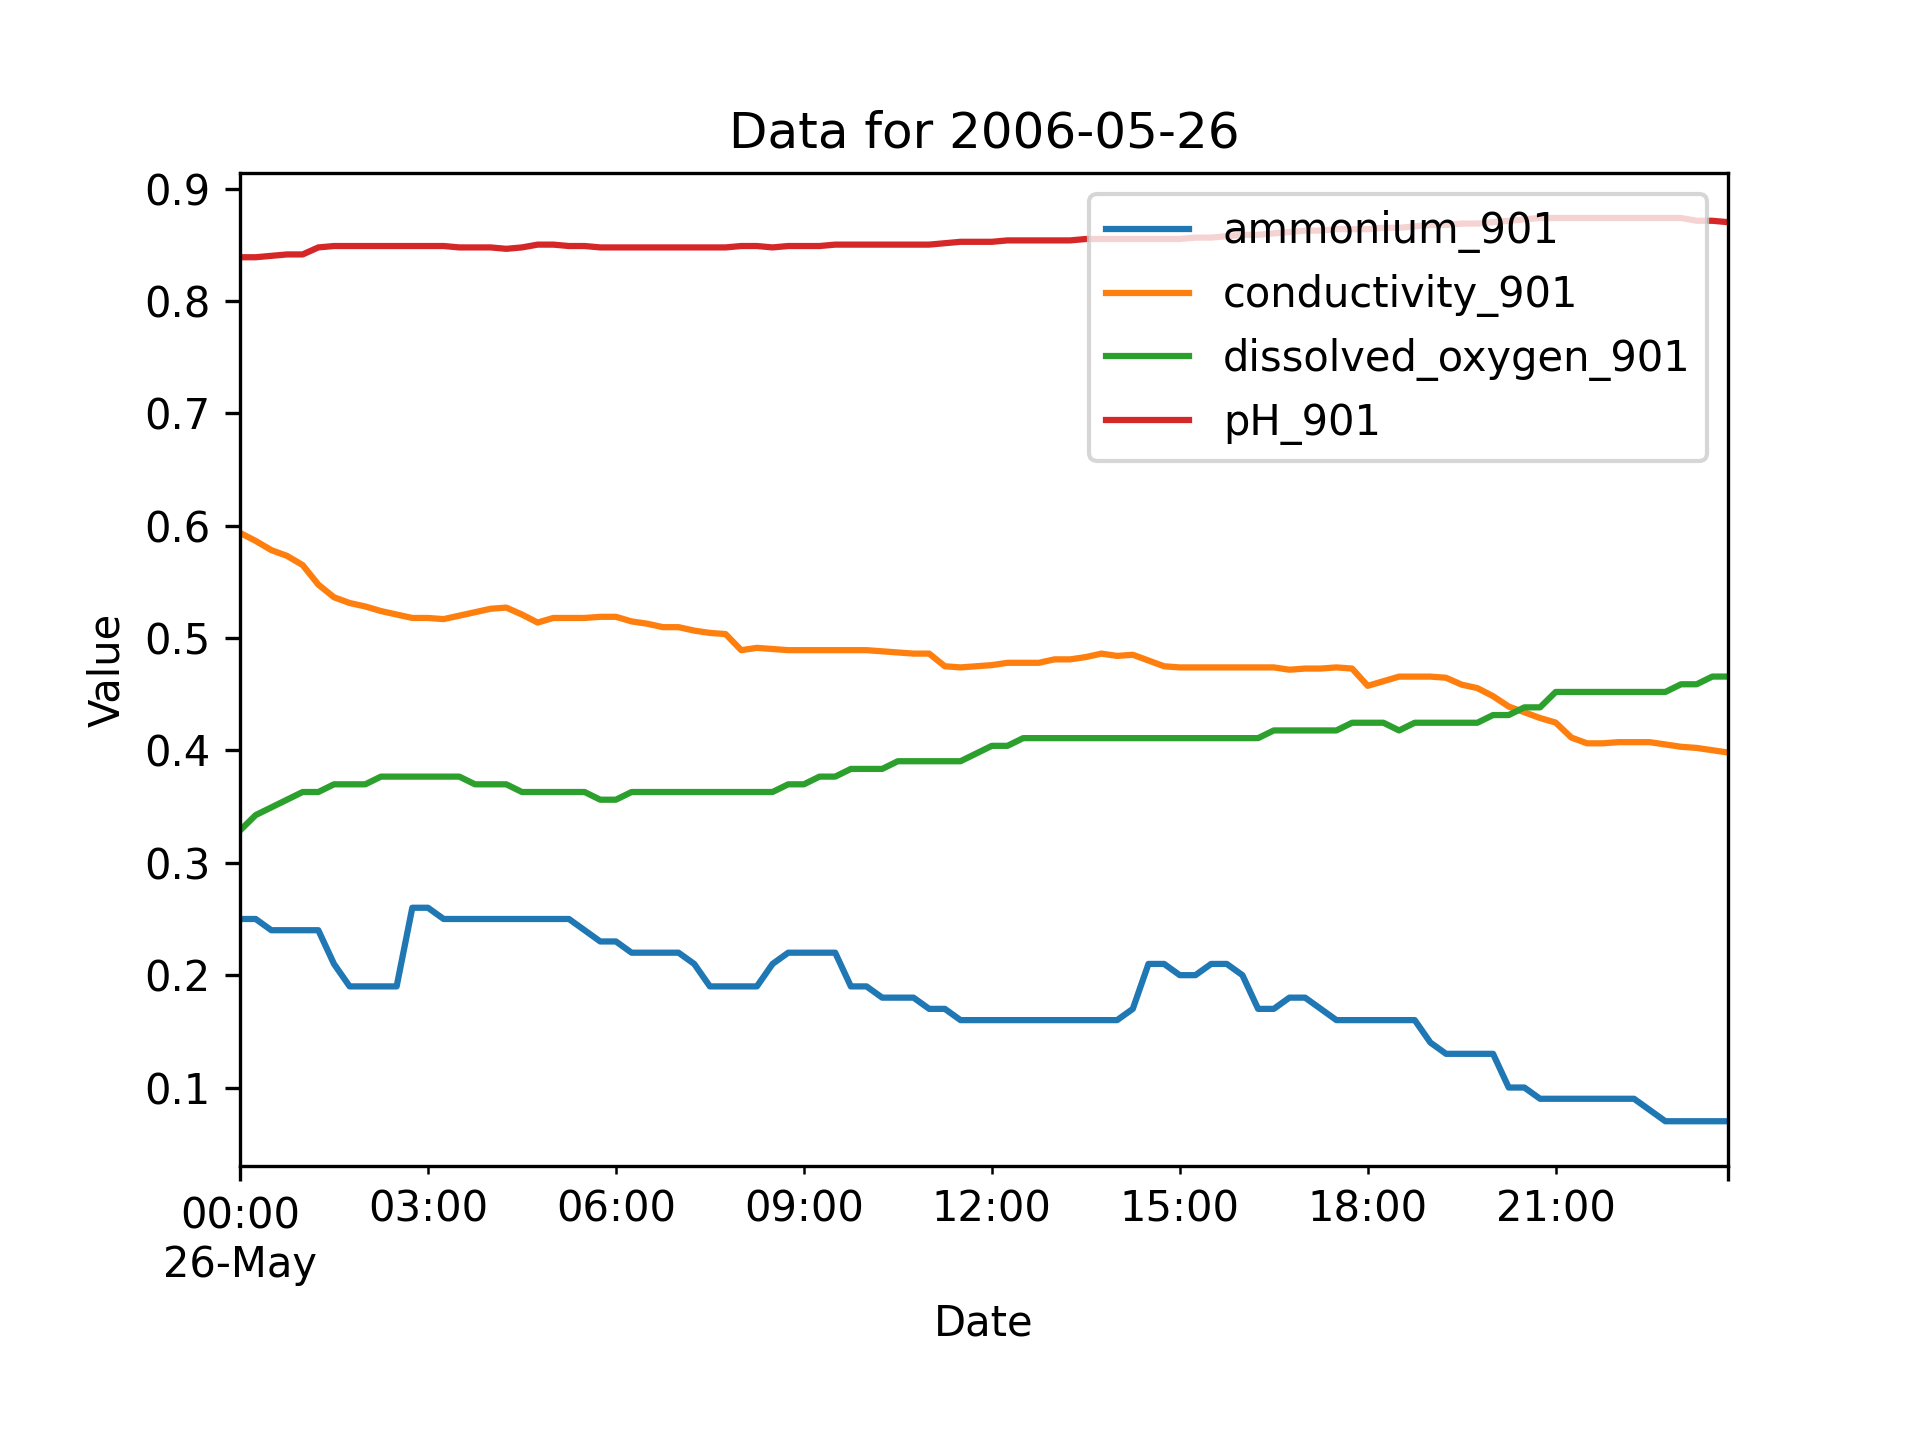 Data for 2006-05-26
0.9
0.8
0.7
0.6
0.5
0.4
0.3
0.2
0.1
Value
ammonium_901
conductivity_901
dissolved_oxygen_901
pH_901
00:00 03:00 06:00 09:00 12:00 15:00 18:00 21:00
26-May
Date